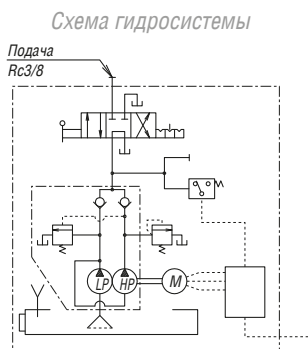 Схема гидросистемы
Подача
Rc3/8
LP
HP
M